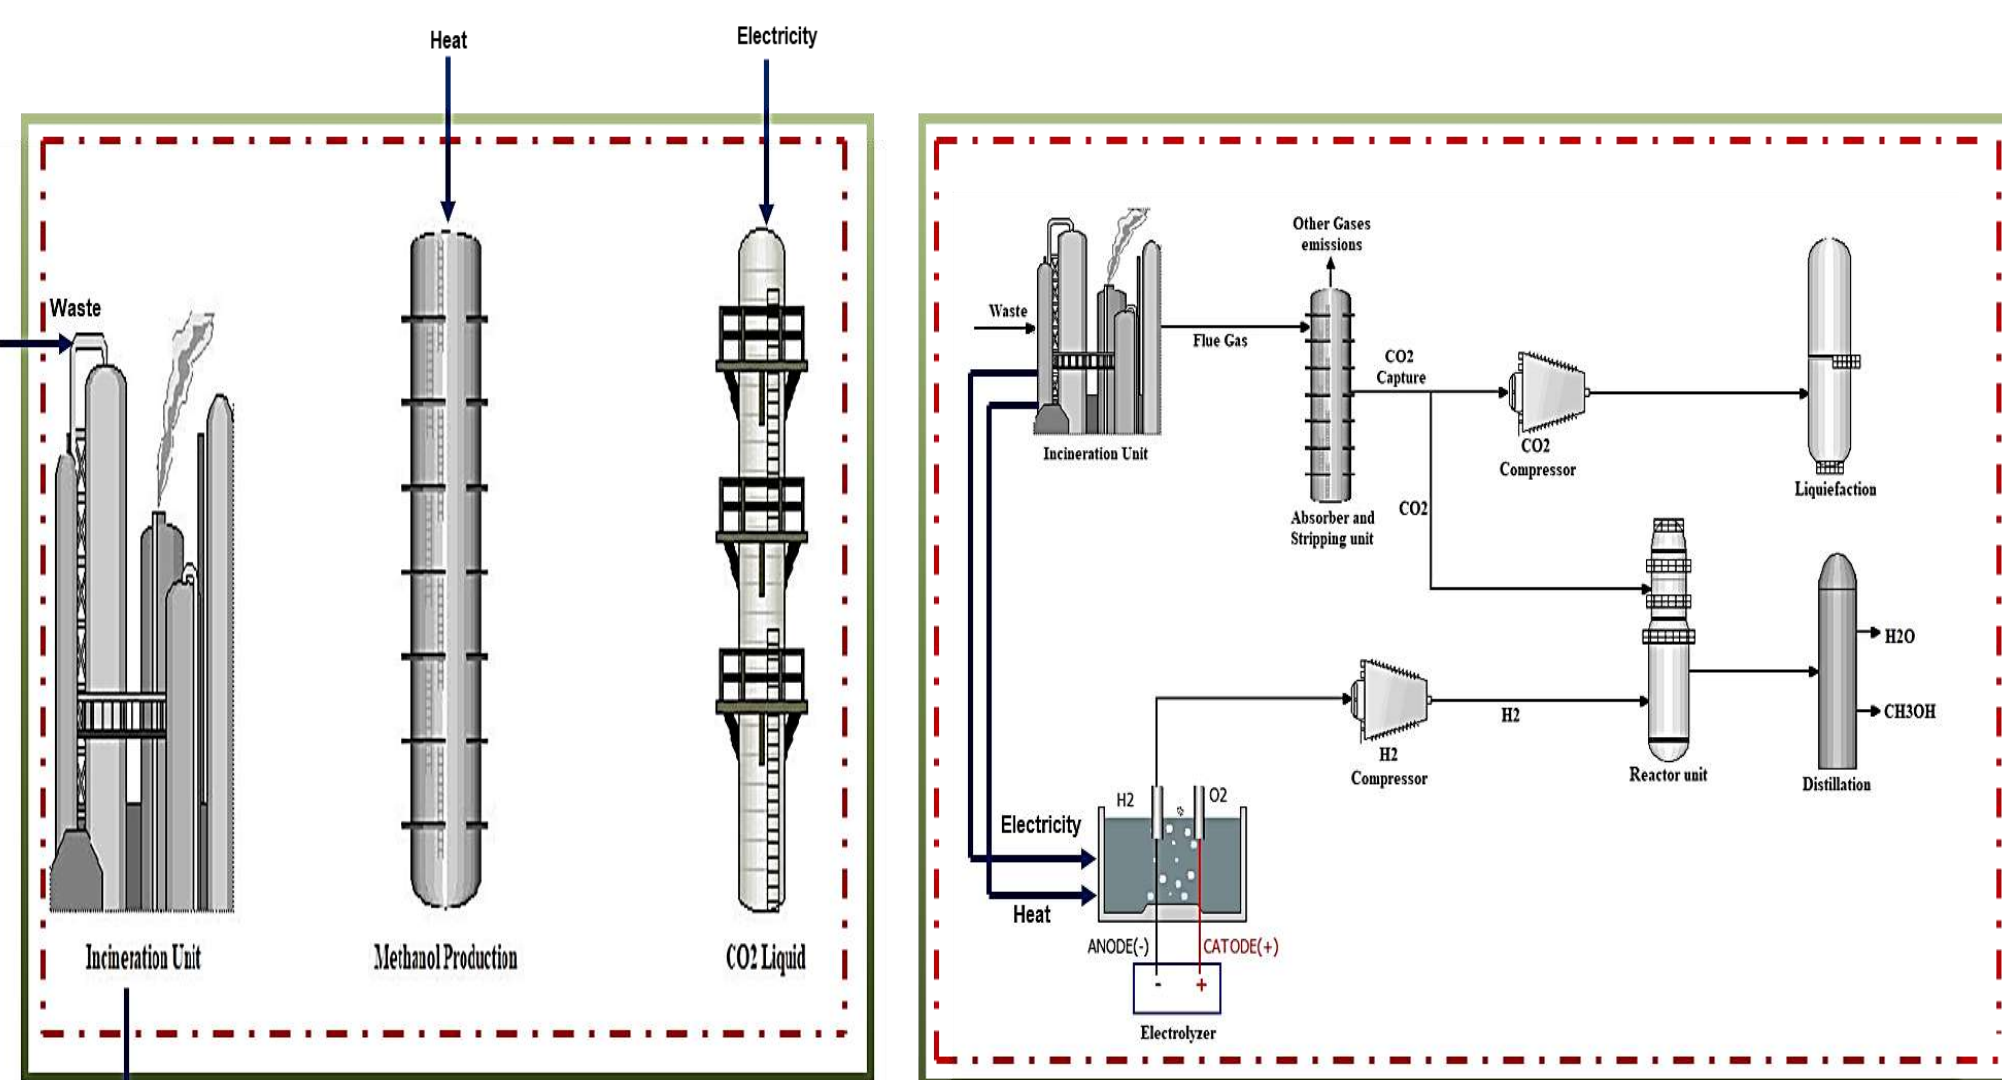 Heat
Electricity
Waste
Incineration Unit
Methanol Production
CO2 Liquid
Other Gases
emissions
Waste
Flue Gas
CO2
Capture
CO2
Compressor
Incineration Unit
Liquiefaction
CO2
Absorber and
Stripping unit
H2O
CH3OH
H2
H2
Compressor
Reactor unit
Distillation
H2
O2
Electricity
Heat
ANODE(-)
CATODE(+)
-
+
Electrolyzer